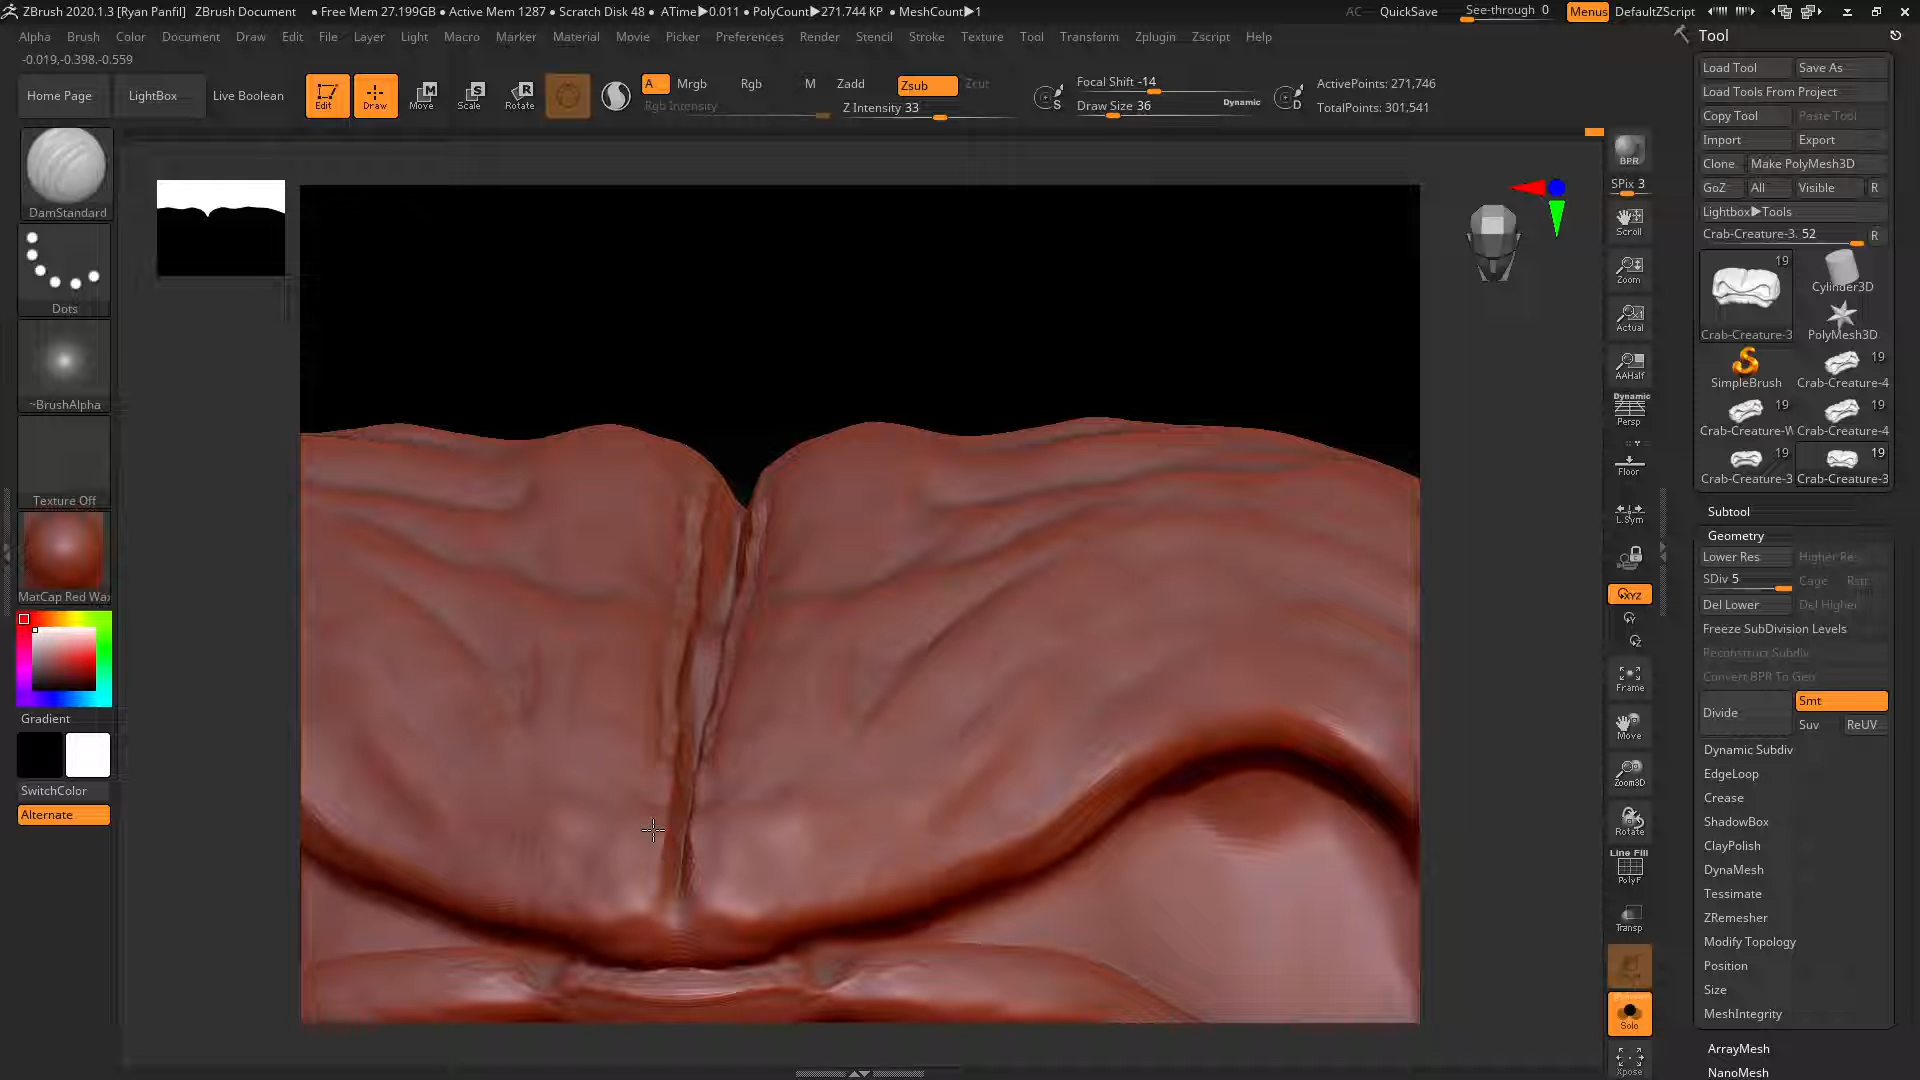 ZBrush 2020.1.3 [Ryan Panfil] ZBrush Document • Free Mem 27.199GB • Active Mem 1287 • Scratch Disk 48 • ATime▶0.011 • PolyCount▶271.744 KP • MeshCount▶1 AC QuickSave See-through 0 Menus DefaultZScript
Alpha Brush Color Document Draw Edit File Layer Light Macro Marker Material Movie Picker Preferences Render Stencil Stroke Texture Tool Transform Zplugin Zscript Help
-0.019,-0.398,-0.559
Home Page LightBox Live Boolean
Edit Draw Move Scale Rotate
A Mrgb Rgb M Zadd Zsub Zcut
Rgb Intensity Z Intensity 33
S Focal Shift -14
Draw Size 36 Dynamic
D ActivePoints: 271,746
TotalPoints: 301,541
DamStandard
Dots
~BrushAlpha
Texture Off
MatCap Red Wax
Gradient
SwitchColor
Alternate
BPR
SPix 3
Scroll
Zoom
Actual
AAHalf
Dynamic
Persp
Floor
L.Sym
XYZ
Y
Z
Frame
Move
Zoom3D
Rotate
Line Fill
PolyF
Transp
Solo
Xpose
Tool
Load Tool Save As
Load Tools From Project
Copy Tool Paste Tool
Import Export
Clone Make PolyMesh3D
GoZ All Visible R
Lightbox▶Tools
Crab-Creature-3. 52 R
19
Crab-Creature-3
Cylinder3D
PolyMesh3D
SimpleBrush
19
Crab-Creature-4
19 19
Crab-Creature-W Crab-Creature-4
19 19
Crab-Creature-3 Crab-Creature-3
Subtool
Geometry
Lower Res Higher Res
SDiv 5 Cage Rstr
Del Lower Del Higher
Freeze SubDivision Levels
Reconstruct Subdiv
Convert BPR To Geo
Divide Smt
Suv ReUV
Dynamic Subdiv
EdgeLoop
Crease
ShadowBox
ClayPolish
DynaMesh
Tessimate
ZRemesher
Modify Topology
Position
Size
MeshIntegrity
ArrayMesh
NanoMesh